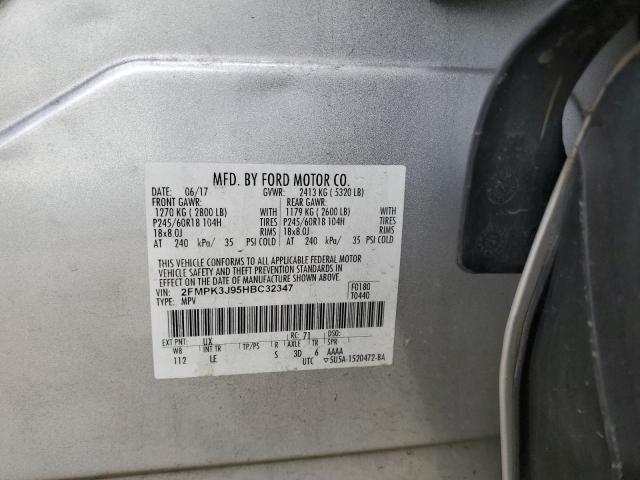 MFD. BY FORD MOTOR CO.
DATE: 06/17 GVWR: 2413 KG ( 5320 LB)
FRONT GAWR: REAR GAWR:
1270 KG ( 2800 LB) WITH 1179 KG ( 2600 LB) WITH
P245/60R18 104H TIRES P245/60R18 104H TIRES
18x8.0J RIMS 18x8.0J RIMS
AT 240 kPa/ 35 PSI COLD AT 240 kPa/ 35 PSI COLD
THIS VEHICLE CONFORMS TO ALL APPLICABLE FEDERAL MOTOR
VEHICLE SAFETY AND THEFT PREVENTION STANDARDS IN
EFFECT ON THE DATE OF MANUFACTURE SHOWN ABOVE.
VIN: 2FMPK3J95HBC32347 F0180
TYPE: MPV T0440
EXT PNT: UX RC: 71 DSO:
WB INT TR TP/PS R AXLE TR SPR
112 LE S 3D 6 AAAA
UTC ▽5U5A-1520472-BA